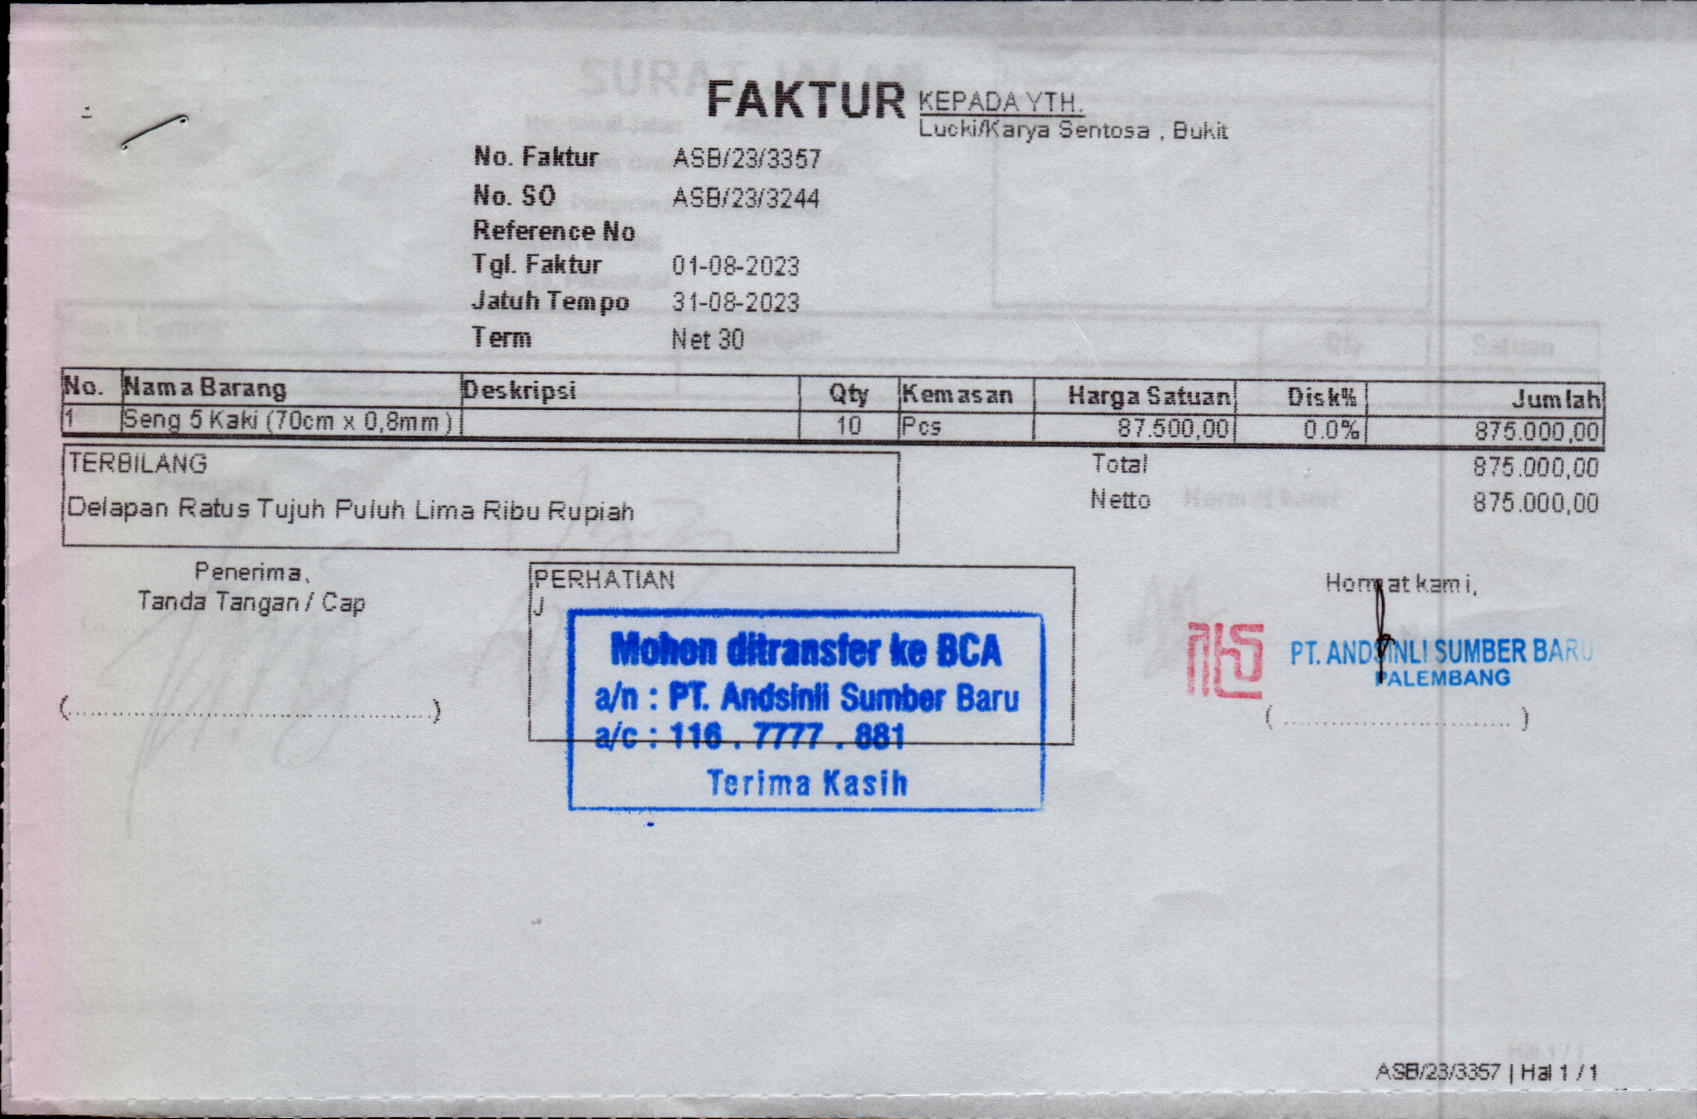 FAKTUR
KEPADA YTH.
Lucki/Karya Sentosa , Bukit
No. Faktur ASB/23/3357
No. SO ASB/23/3244
Reference No
Tgl. Faktur 01-08-2023
Jatuh Tempo 31-08-2023
Term Net 30
No. Nama Barang Deskripsi Qty Kemasan Harga Satuan Disk% Jumlah
1 Seng 5 Kaki (70cm x 0,8mm) 10 Pcs 87.500,00 0.0% 875.000,00
TERBILANG
Delapan Ratus Tujuh Puluh Lima Ribu Rupiah
Total 875.000,00
Netto 875.000,00
Penerima,
Tanda Tangan / Cap
(........................................)
PERHATIAN
J
Mohon ditransfer ke BCA
a/n : PT. Andsinli Sumber Baru
a/c : 116 . 7777 . 881
Terima Kasih
Hormat kami,
PT. ANDSINLI SUMBER BARU
PALEMBANG
(..............................)
ASB/23/3357 | Hal 1 / 1